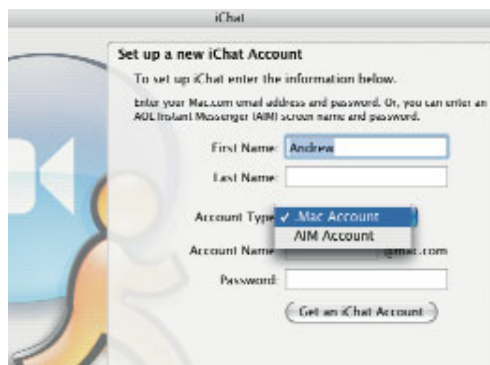 iChat
Set up a new iChat Account
To set up iChat enter the information below.
Enter your Mac.com email address and password. Or, you can enter an
AOL Instant Messenger (AIM) screen name and password.
First Name: Andrew
Last Name:
Account Type ✓ .Mac Account
AIM Account
Account Name @mac.com
Password:
Get an iChat Account